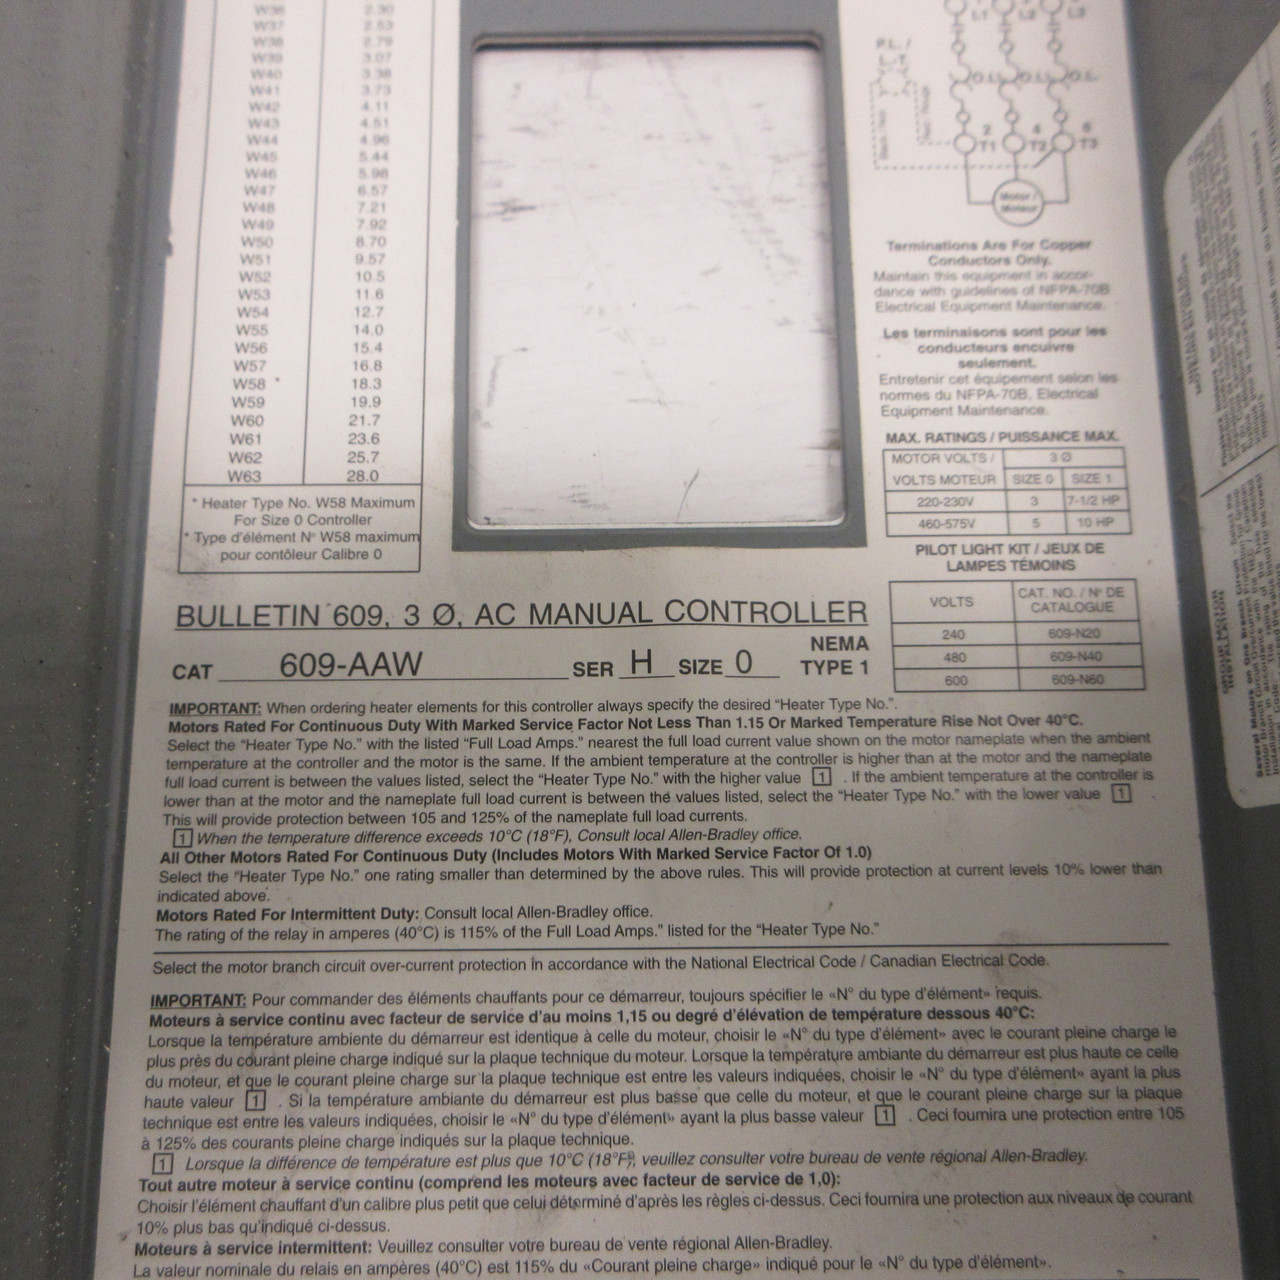 W36 2.30
W37 2.53
W38 2.79
W39 3.07
W40 3.38
W41 3.73
W42 4.11
W43 4.51
W44 4.96
W45 5.44
W46 5.98
W47 6.57
W48 7.21
W49 7.92
W50 8.70
W51 9.57
W52 10.5
W53 11.6
W54 12.7
W55 14.0
W56 15.4
W57 16.8
W58 * 18.3
W59 19.9
W60 21.7
W61 23.6
W62 25.7
W63 28.0
* Heater Type No. W58 Maximum
For Size 0 Controller
* Type d'élément N° W58 maximum
pour contôleur Calibre 0
L1 L2 L3
P.L. /
L.T.
O.L. O.L. O.L.
2 4 6
T1 T2 T3
Motor /
Moteur
Terminations Are For Copper
Conductors Only.
Maintain this equipment in accor-
dance with guidelines of NFPA-70B
Electrical Equipment Maintenance.
Les terminaisons sont pour les
conducteurs encuivre
seulement.
Entretenir cet équipement selon les
normes du NFPA-70B, Electrical
Equipment Maintenance.
MAX. RATINGS / PUISSANCE MAX.
MOTOR VOLTS / 3 Ø
VOLTS MOTEUR SIZE 0 SIZE 1
220-230V 3 7-1/2 HP
460-575V 5 10 HP
PILOT LIGHT KIT / JEUX DE
LAMPES TÉMOINS
VOLTS CAT. NO. / N° DE
CATALOGUE
240 609-N20
480 609-N40
600 609-N60
BULLETIN 609, 3 Ø, AC MANUAL CONTROLLER
CAT 609-AAW SER H SIZE 0 NEMA
TYPE 1
IMPORTANT: When ordering heater elements for this controller always specify the desired "Heater Type No.".
Motors Rated For Continuous Duty With Marked Service Factor Not Less Than 1.15 Or Marked Temperature Rise Not Over 40°C.
Select the "Heater Type No." with the listed "Full Load Amps." nearest the full load current value shown on the motor nameplate when the ambient
temperature at the controller and the motor is the same. If the ambient temperature at the controller is higher than at the motor and the nameplate
full load current is between the values listed, select the "Heater Type No." with the higher value 1 . If the ambient temperature at the controller is
lower than at the motor and the nameplate full load current is between the values listed, select the "Heater Type No." with the lower value 1
This will provide protection between 105 and 125% of the nameplate full load currents.
1 When the temperature difference exceeds 10°C (18°F), Consult local Allen-Bradley office.
All Other Motors Rated For Continuous Duty (Includes Motors With Marked Service Factor Of 1.0)
Select the "Heater Type No." one rating smaller than determined by the above rules. This will provide protection at current levels 10% lower than
indicated above.
Motors Rated For Intermittent Duty: Consult local Allen-Bradley office.
The rating of the relay in amperes (40°C) is 115% of the Full Load Amps." listed for the "Heater Type No."
Select the motor branch circuit over-current protection in accordance with the National Electrical Code / Canadian Electrical Code.
IMPORTANT: Pour commander des éléments chauffants pour ce démarreur, toujours spécifier le «N° du type d'élément» requis.
Moteurs à service continu avec facteur de service d'au moins 1,15 ou degré d'élévation de température dessous 40°C:
Lorsque la température ambiante du démarreur est identique à celle du moteur, choisir le «N° du type d'élément» avec le courant pleine charge le
plus près du courant pleine charge indiqué sur la plaque technique du moteur. Lorsque la température ambiante du démarreur est plus haute ce celle
du moteur, et que le courant pleine charge sur la plaque technique est entre les valeurs indiquées, choisir le «N° du type d'élément» ayant la plus
haute valeur 1 . Si la température ambiante du démarreur est plus basse que celle du moteur, et que le courant pleine charge sur la plaque
technique est entre les valeurs indiquées, choisir le «N° du type d'élément» ayant la plus basse valeur 1 . Ceci fournira une protection entre 105
à 125% des courants pleine charge indiqués sur la plaque technique.
1 Lorsque la différence de température est plus que 10°C (18°F), veuillez consulter votre bureau de vente régional Allen-Bradley.
Tout autre moteur à service continu (comprend les moteurs avec facteur de service de 1,0):
Choisir l'élément chauffant d'un calibre plus petit que celui déterminé d'après les règles ci-dessus. Ceci fournira une protection aux niveaux de courant
10% plus bas qu'indiqué ci-dessus.
Moteurs à service intermittent: Veuillez consulter votre bureau de vente régional Allen-Bradley.
La valeur nominale du relais en ampères (40°C) est 115% du «Courant pleine charge» indiqué pour le «N° du type d'élément».
GROUP MOTOR
INSTALLATION